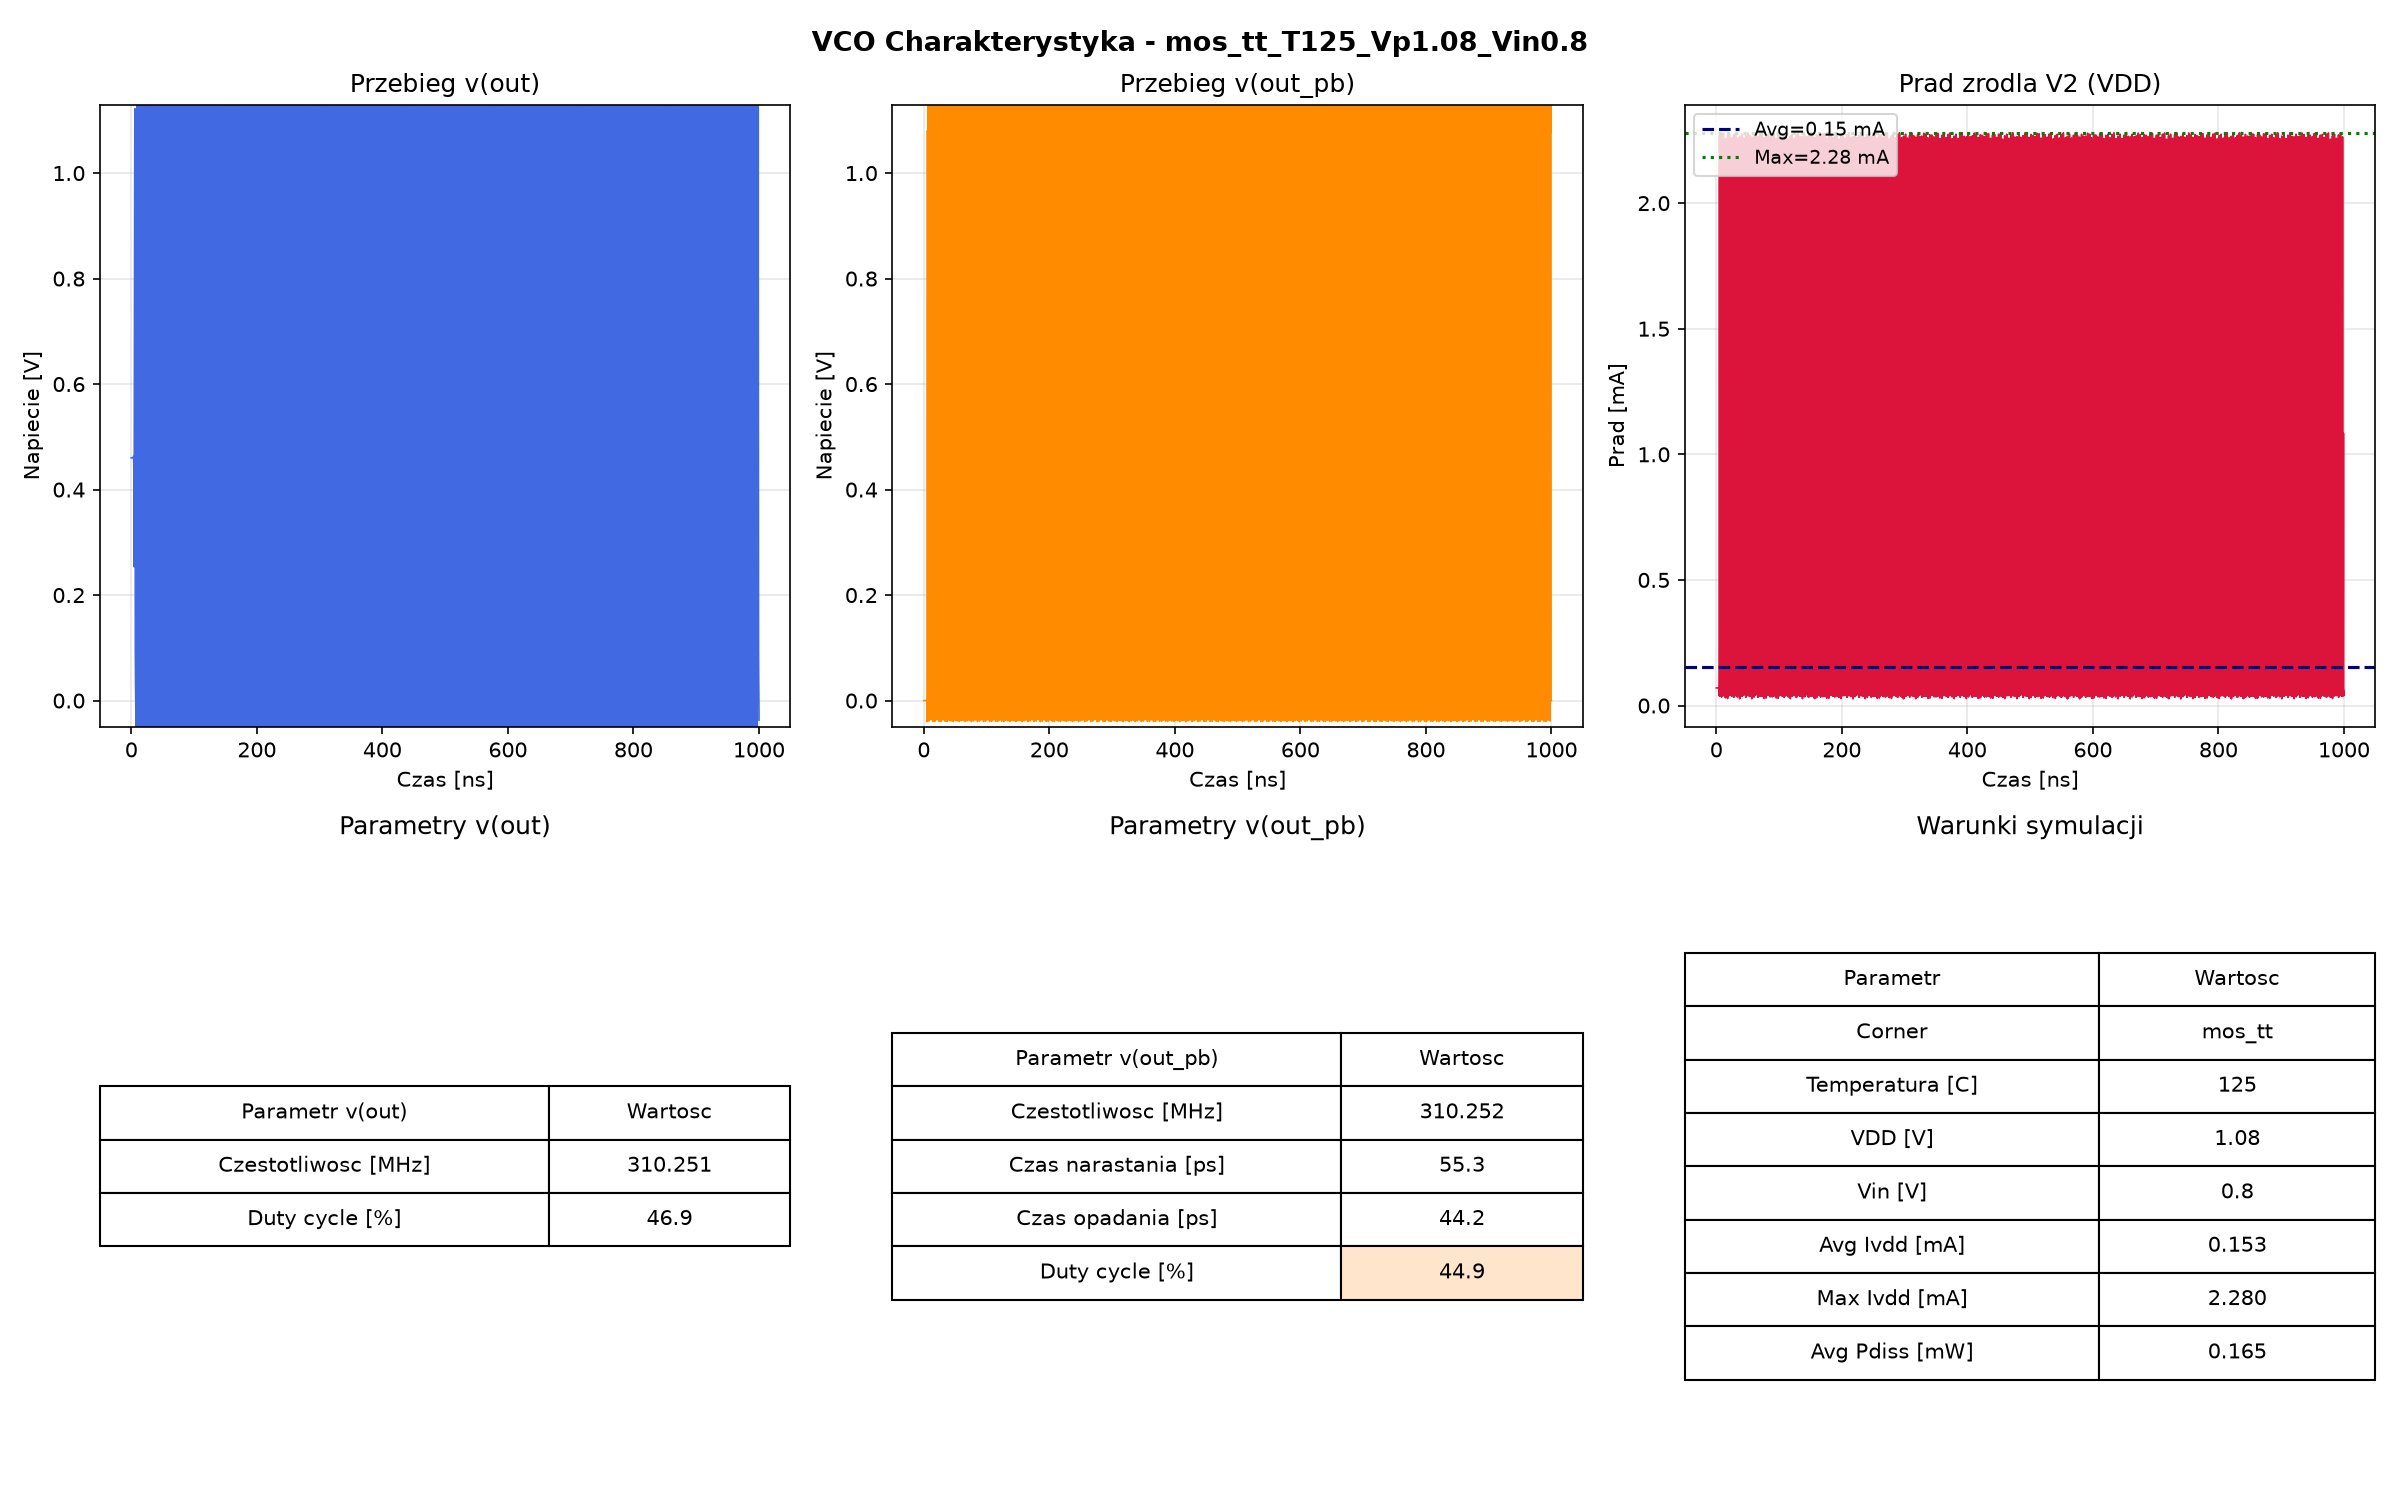 VCO Charakterystyka - mos_tt_T125_Vp1.08_Vin0.8
Przebieg v(out)
Napiecie [V]
1.0
0.8
0.6
0.4
0.2
0.0
0 200 400 600 800 1000
Czas [ns]
Przebieg v(out_pb)
Napiecie [V]
1.0
0.8
0.6
0.4
0.2
0.0
0 200 400 600 800 1000
Czas [ns]
Prad zrodla V2 (VDD)
Avg=0.15 mA
Max=2.28 mA
Prad [mA]
2.0
1.5
1.0
0.5
0.0
0 200 400 600 800 1000
Czas [ns]
Parametry v(out)
Parametr v(out) Wartosc
Czestotliwosc [MHz] 310.251
Duty cycle [%] 46.9
Parametry v(out_pb)
Parametr v(out_pb) Wartosc
Czestotliwosc [MHz] 310.252
Czas narastania [ps] 55.3
Czas opadania [ps] 44.2
Duty cycle [%] 44.9
Warunki symulacji
Parametr Wartosc
Corner mos_tt
Temperatura [C] 125
VDD [V] 1.08
Vin [V] 0.8
Avg Ivdd [mA] 0.153
Max Ivdd [mA] 2.280
Avg Pdiss [mW] 0.165